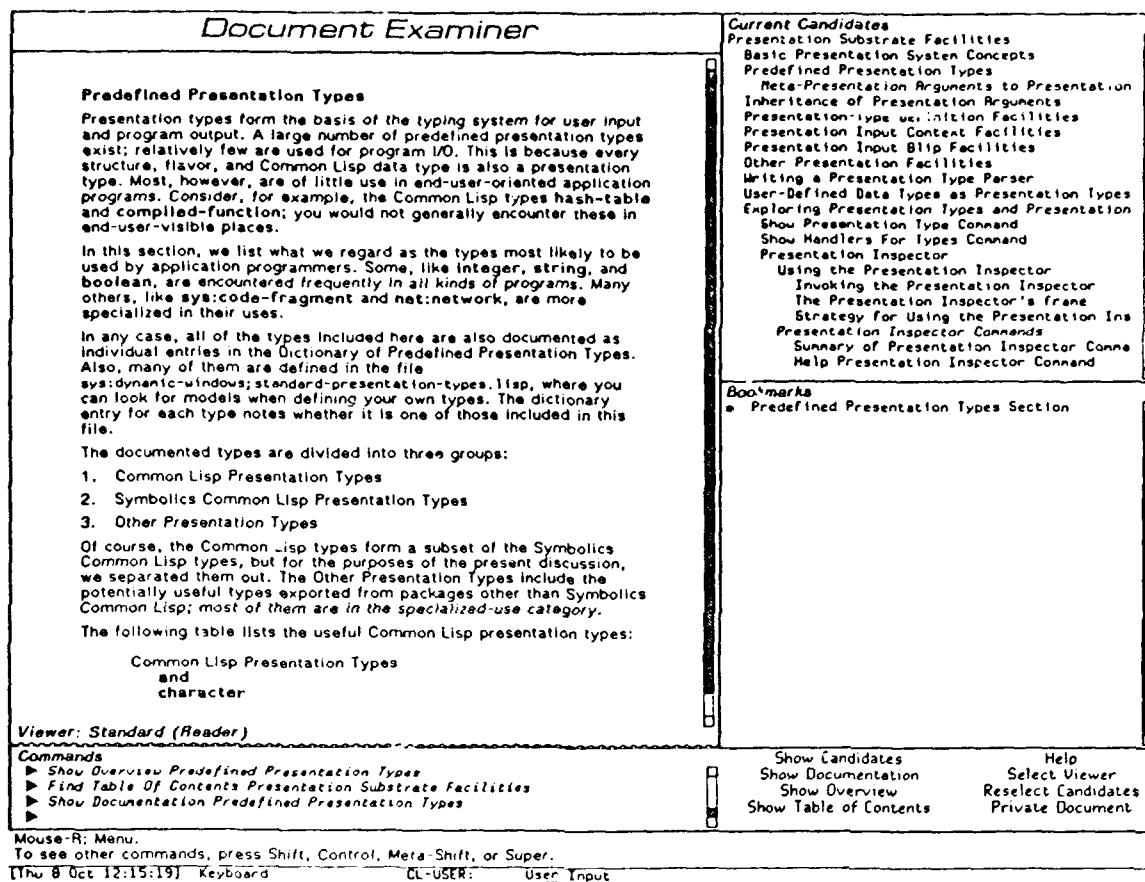 Document Examiner
Predefined Presentation Types
Presentation types form the basis of the typing system for user input
and program output. A large number of predefined presentation types
exist; relatively few are used for program I/O. This is because every
structure, flavor, and Common Lisp data type is also a presentation
type. Most, however, are of little use in end-user-oriented application
programs. Consider, for example, the Common Lisp types hash-table
and compiled-function; you would not generally encounter these in
end-user-visible places.
In this section, we list what we regard as the types most likely to be
used by application programmers. Some, like integer, string, and
boolean, are encountered frequently in all kinds of programs. Many
others, like sys:code-fragment and net:network, are more
specialized in their uses.
In any case, all of the types included here are also documented as
individual entries in the Dictionary of Predefined Presentation Types.
Also, many of them are defined in the file
sys:dynamic-windows;standard-presentation-types.lisp, where you
can look for models when defining your own types. The dictionary
entry for each type notes whether it is one of those included in this
file.
The documented types are divided into three groups:
1. Common Lisp Presentation Types
2. Symbolics Common Lisp Presentation Types
3. Other Presentation Types
Of course, the Common Lisp types form a subset of the Symbolics
Common Lisp types, but for the purposes of the present discussion,
we separated them out. The Other Presentation Types include the
potentially useful types exported from packages other than Symbolics
Common Lisp; most of them are in the specialized-use category.
The following table lists the useful Common Lisp presentation types:
Common Lisp Presentation Types
and
character
Viewer: Standard (Reader)
Current Candidates
Presentation Substrate Facilities
Basic Presentation System Concepts
Predefined Presentation Types
Meta-Presentation Arguments to Presentation
Inheritance of Presentation Arguments
Presentation-Type Definition Facilities
Presentation Input Context Facilities
Presentation Input Blip Facilities
Other Presentation Facilities
Writing a Presentation Type Parser
User-Defined Data Types as Presentation Types
Exploring Presentation Types and Presentation
Show Presentation Type Command
Show Handlers For Types Command
Presentation Inspector
Using the Presentation Inspector
Invoking the Presentation Inspector
The Presentation Inspector's Frame
Strategy for Using the Presentation Ins
Presentation Inspector Commands
Summary of Presentation Inspector Comma
Help Presentation Inspector Command
Bookmarks
Predefined Presentation Types Section
Commands
Show Overview Predefined Presentation Types
Find Table Of Contents Presentation Substrate Facilities
Show Documentation Predefined Presentation Types
Show Candidates Help
Show Documentation Select Viewer
Show Overview Reselect Candidates
Show Table of Contents Private Document
Mouse-R: Menu.
To see other commands, press Shift, Control, Meta-Shift, or Super.
[Thu 8 Oct 12:15:19] Keyboard CL-USER: User Input